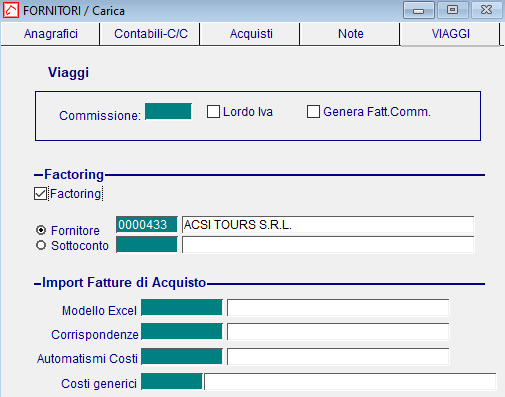 FORNITORI / Carica
Anagrafici Contabili-C/C Acquisti Note VIAGGI
Viaggi
Commissione: Lordo Iva Genera Fatt.Comm.
Factoring
Factoring
Fornitore 0000433 ACSI TOURS S.R.L.
Sottoconto
Import Fatture di Acquisto
Modello Excel
Corrispondenze
Automatismi Costi
Costi generici